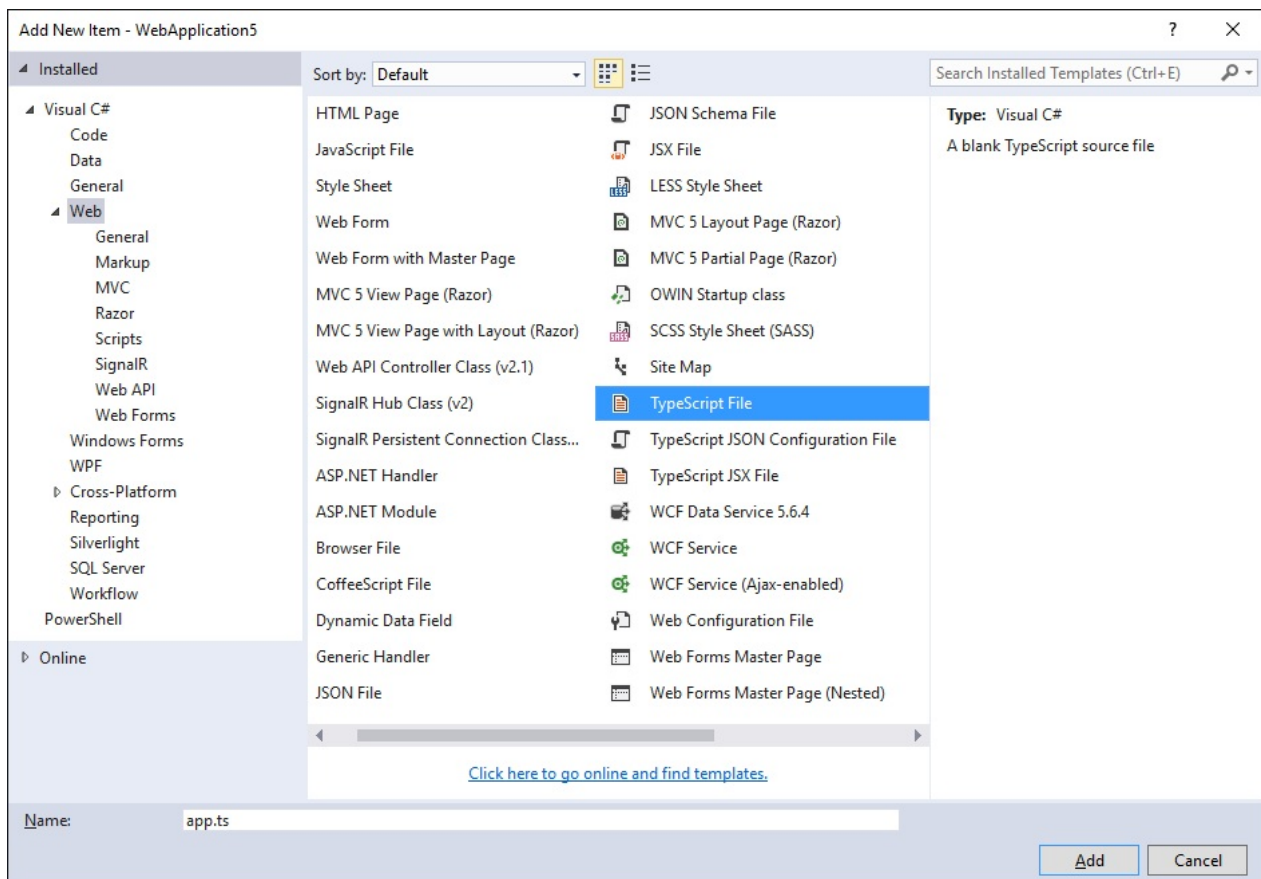 Add New Item - WebApplication5
?
Installed
Sort by: Default
Search Installed Templates (Ctrl+E)
Visual C#
Code
Data
General
Web
General
Markup
MVC
Razor
Scripts
SignalR
Web API
Web Forms
Windows Forms
WPF
Cross-Platform
Reporting
Silverlight
SQL Server
Workflow
PowerShell
Online
HTML Page
JavaScript File
Style Sheet
Web Form
Web Form with Master Page
MVC 5 View Page (Razor)
MVC 5 View Page with Layout (Razor)
Web API Controller Class (v2.1)
SignalR Hub Class (v2)
SignalR Persistent Connection Class...
ASP.NET Handler
ASP.NET Module
Browser File
CoffeeScript File
Dynamic Data Field
Generic Handler
JSON File
JSON Schema File
JSX File
LESS Style Sheet
MVC 5 Layout Page (Razor)
MVC 5 Partial Page (Razor)
OWIN Startup class
SCSS Style Sheet (SASS)
Site Map
TypeScript File
TypeScript JSON Configuration File
TypeScript JSX File
WCF Data Service 5.6.4
WCF Service
WCF Service (Ajax-enabled)
Web Configuration File
Web Forms Master Page
Web Forms Master Page (Nested)
Type: Visual C#
A blank TypeScript source file
Click here to go online and find templates.
Name: app.ts
Add Cancel